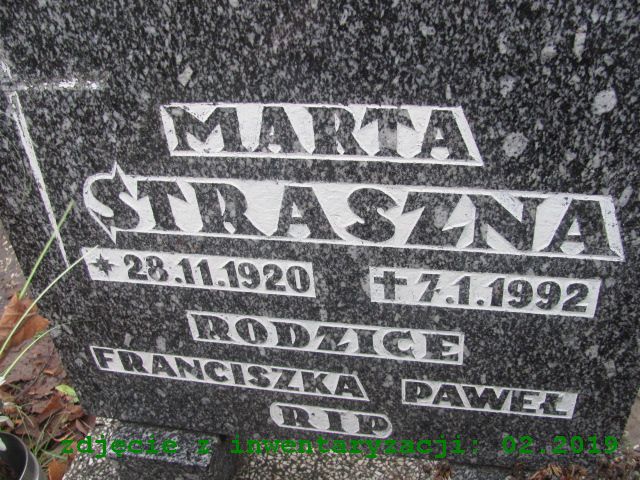 MARTA
STRASZNA
* 28.11.1920 † 7.1.1992
RODZICE
FRANCISZKA PAWEŁ
RIP
zdjęcie z inwentaryzacji: 02.2019